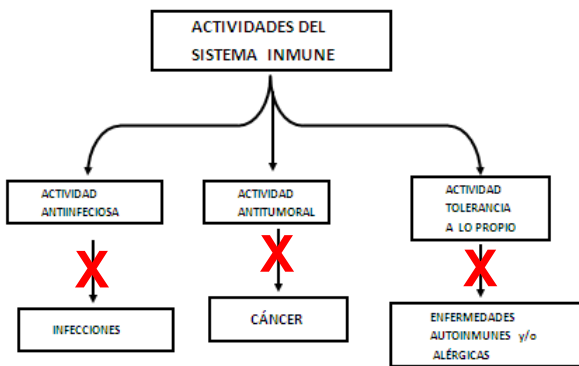 ACTIVIDADES DEL
SISTEMA INMUNE
ACTIVIDAD
ANTIINFECIOSA
ACTIVIDAD
ANTITUMORAL
ACTIVIDAD
TOLERANCIA
A LO PROPIO
X
X
X
INFECCIONES
CÁNCER
ENFERMEDADES
AUTOINMUNES y/o
ALÉRGICAS